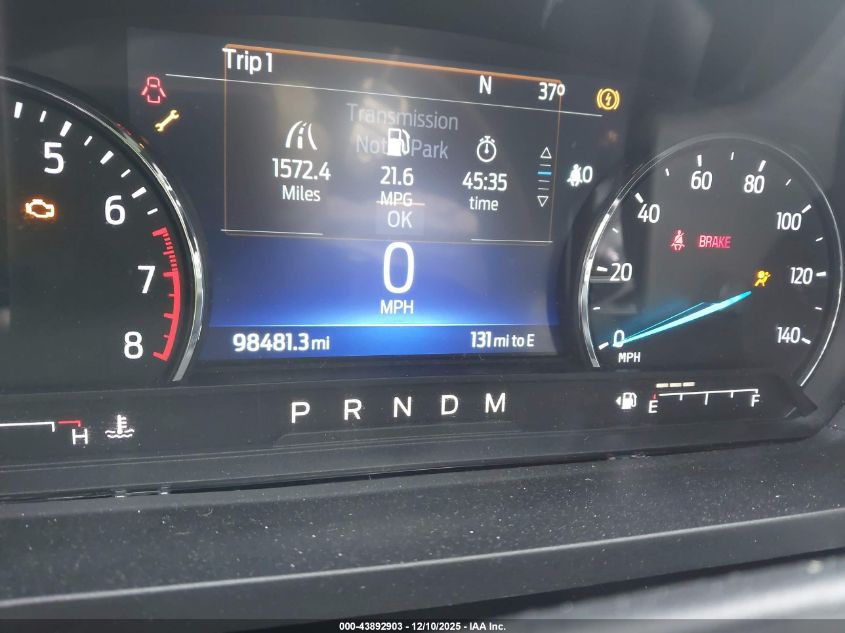 Trip 1
N
37°
Transmission
Not in Park
1572.4
Miles
21.6
MPG
45:35
time
OK
0
MPH
98481.3 mi
131 mi to E
5
6
7
8
H
P R N D M
0
20
40
60
80
100
120
140
MPH
BRAKE
E
F
000-43892903 - 12/10/2025 - IAA Inc.